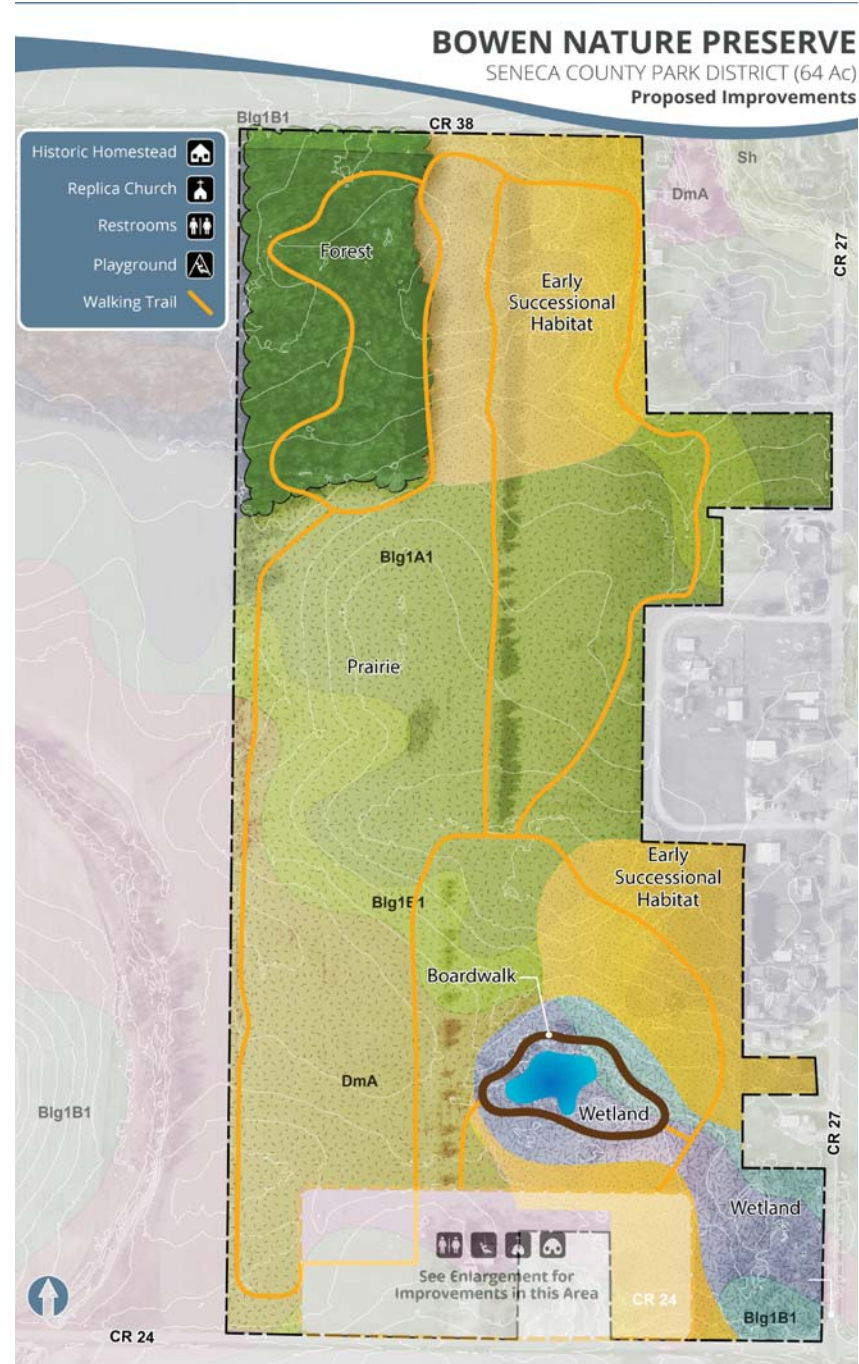 BOWEN NATURE PRESERVE
SENECA COUNTY PARK DISTRICT (64 Ac)
Proposed Improvements
Blg1B1
CR 38
Historic Homestead
Replica Church
Restrooms
Playground
Walking Trail
Sh
DmA
CR 27
Forest
Early
Successional
Habitat
Blg1A1
Prairie
Early
Successional
Habitat
Blg1B1
Boardwalk
DmA
Blg1B1
Wetland
CR 27
Wetland
See Enlargement for
Improvements in this Area
CR 24
Blg1B1
CR 24